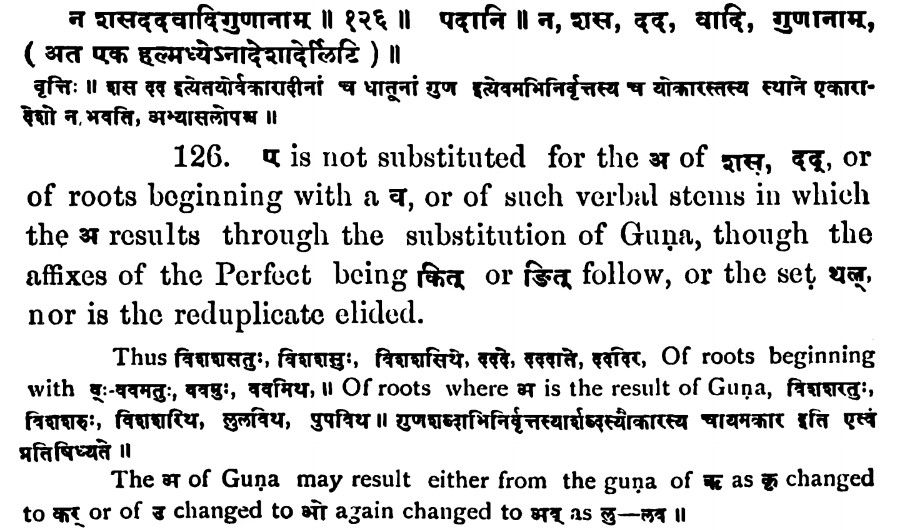 न शसददवादिगुणानाम् ॥ १२६ ॥ पदानि ॥ न, शस, दद, वादि, गुणानाम्,
( अत एक हल्मध्येऽनादेशादेर्लिटि ) ॥
वृत्तिः ॥ शस दद इत्येतयोर्वकारादीनां च धातूनां गुण इत्येवमभिनिर्वृत्तस्य च योकारस्तस्य स्थाने एकारा-
देशो न भवति, अभ्यासलोपश्च ॥
126. ए is not substituted for the अ of शस्, दद्, or
of roots beginning with a व, or of such verbal stems in which
the अ results through the substitution of Guṇa, though the
affixes of the Perfect being कित् or ङित् follow, or the seṭ थल्,
nor is the reduplicate elided.
Thus विशशसतुः, विशशसुः, विशशसिथे, दददे, दददाते, दददिर, Of roots beginning
with व्ः-ववमतुः, ववमुः, ववमिथ, ॥ Of roots where अ is the result of Guṇa, विशशरतुः,
विशशरुः, विशशरिथ, लुलविथ, पुपविथ ॥ गुणशब्दाभिनिर्वृत्तस्यार्शब्दस्यौकारस्य चायमकार इति एत्वं
प्रतिषिध्यते ॥
The अ of Guṇa may result either from the guṇa of ऋ as कृ changed
to कर् or of उ changed to ओ again changed to अव् as लु—लव ॥